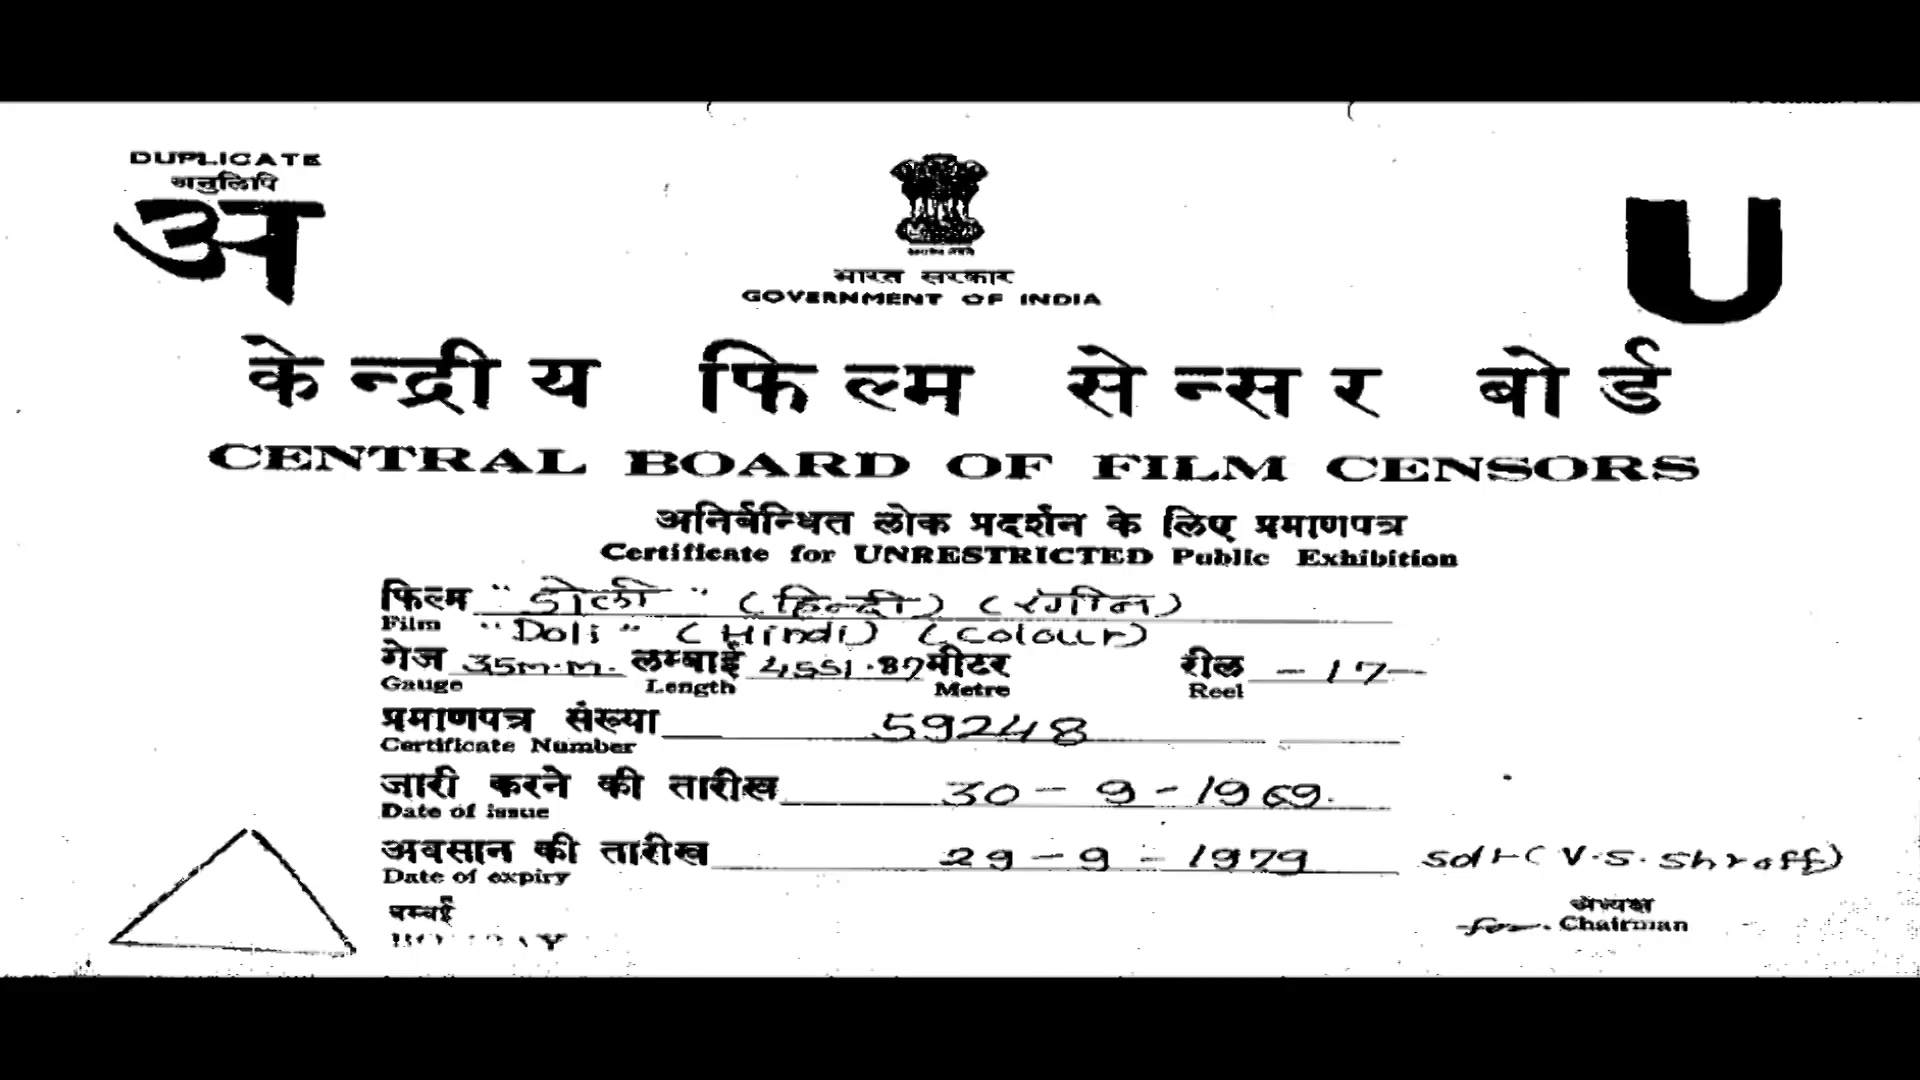 DUPLICATE
अनुलिपि
अ
U
भारत सरकार
GOVERNMENT OF INDIA
केन्द्रीय फिल्म सेन्सर बोर्ड
CENTRAL BOARD OF FILM CENSORS
अनिर्बन्धित लोक प्रदर्शन के लिए प्रमाणपत्र
Certificate for UNRESTRICTED Public Exhibition
फिल्म "डोली" (हिन्दी) (रंगीन)
Film "Doli" (Hindi) (colour)
गेज 35m.m. लम्बाई 4551.87 मीटर रील -17-
Gauge Length Metre Reel
प्रमाणपत्र संख्या 59248
Certificate Number
जारी करने की तारीख 30-9-1969.
Date of issue
अवसान की तारीख 29-9-1979 sd/-(V.S. Shroff)
Date of expiry
बम्बई अध्यक्ष
BOMBAY for Chairman